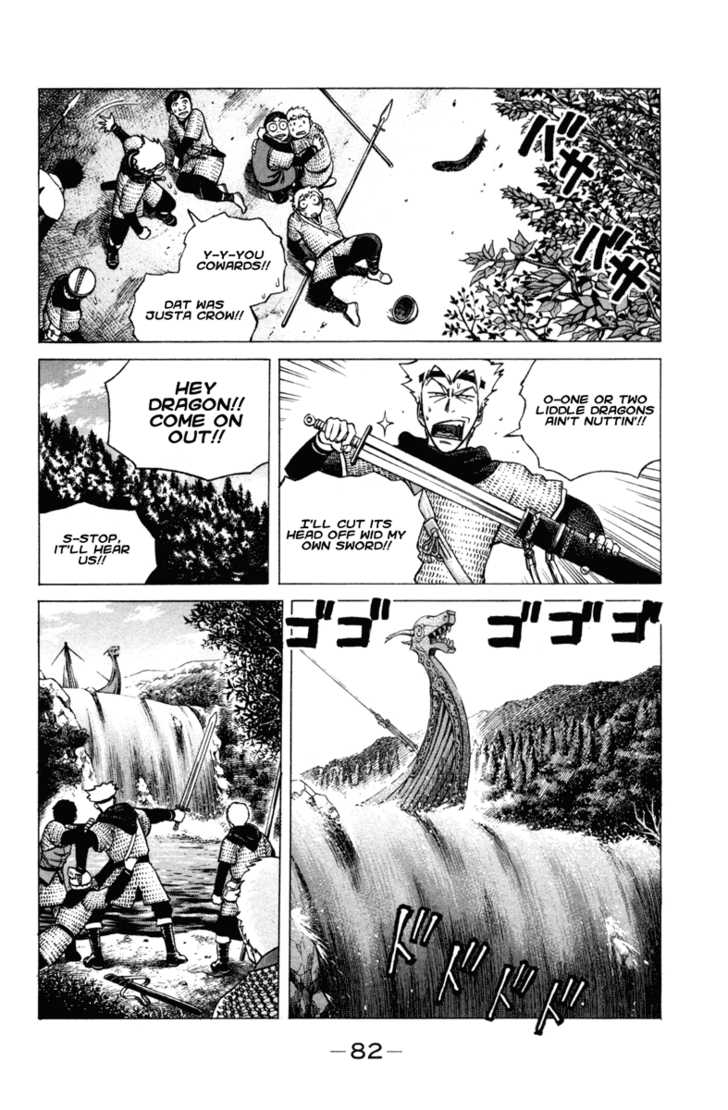 バサ
バサ
Y-Y-YOU
COWARDS!!
DAT WAS
JUSTA CROW!!
O-ONE OR TWO
LIDDLE DRAGONS
AIN'T NUTTIN'!!
I'LL CUT ITS
HEAD OFF WID MY
OWN SWORD!!
HEY
DRAGON!!
COME ON
OUT!!
S-STOP,
IT'LL HEAR
US!!
ゴゴゴ
ゴゴ
ドドドド
-82-